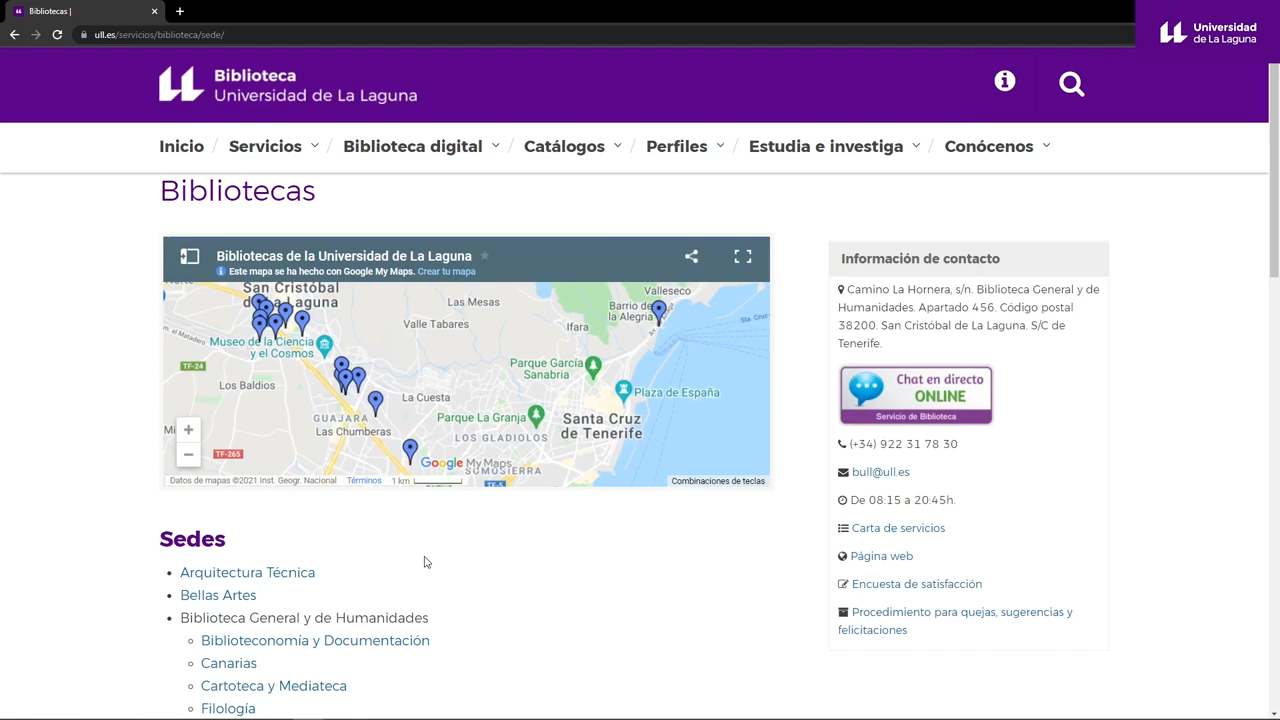 Bibliotecas |
ull.es/servicios/biblioteca/sede/
Universidad
de La Laguna
Biblioteca
Universidad de La Laguna
Inicio / Servicios / Biblioteca digital / Catálogos / Perfiles / Estudia e investiga / Conócenos
Bibliotecas
Bibliotecas de la Universidad de La Laguna
Este mapa se ha hecho con Google My Maps. Crear tu mapa
San Cristóbal
de La Laguna
Las Mesas
Valleseco
Barrio de
la Alegría
Sta. Cruz
Valle Tabares
Ifara
Museo de la Ciencia
y el Cosmos
TF-24
Parque García
Sanabria
Los Baldios
Plaza de España
La Cuesta
GUAJARA
Parque La Granja
Santa Cruz
de Tenerife
Las Chumberas
LOS GLADIOLOS
TF-265
Google My Maps
SOMOSIERRA
TF-5
Datos de mapas ©2021 Inst. Geogr. Nacional
Términos
1 km
Combinaciones de teclas
Sedes
Arquitectura Técnica
Bellas Artes
Biblioteca General y de Humanidades
Biblioteconomía y Documentación
Canarias
Cartoteca y Mediateca
Filología
Información de contacto
Camino La Hornera, s/n. Biblioteca General y de
Humanidades. Apartado 456. Código postal
38200. San Cristóbal de La Laguna. S/C de
Tenerife.
Chat en directo
ONLINE
Servicio de Biblioteca
(+34) 922 31 78 30
bull@ull.es
De 08:15 a 20:45h.
Carta de servicios
Página web
Encuesta de satisfacción
Procedimiento para quejas, sugerencias y
felicitaciones